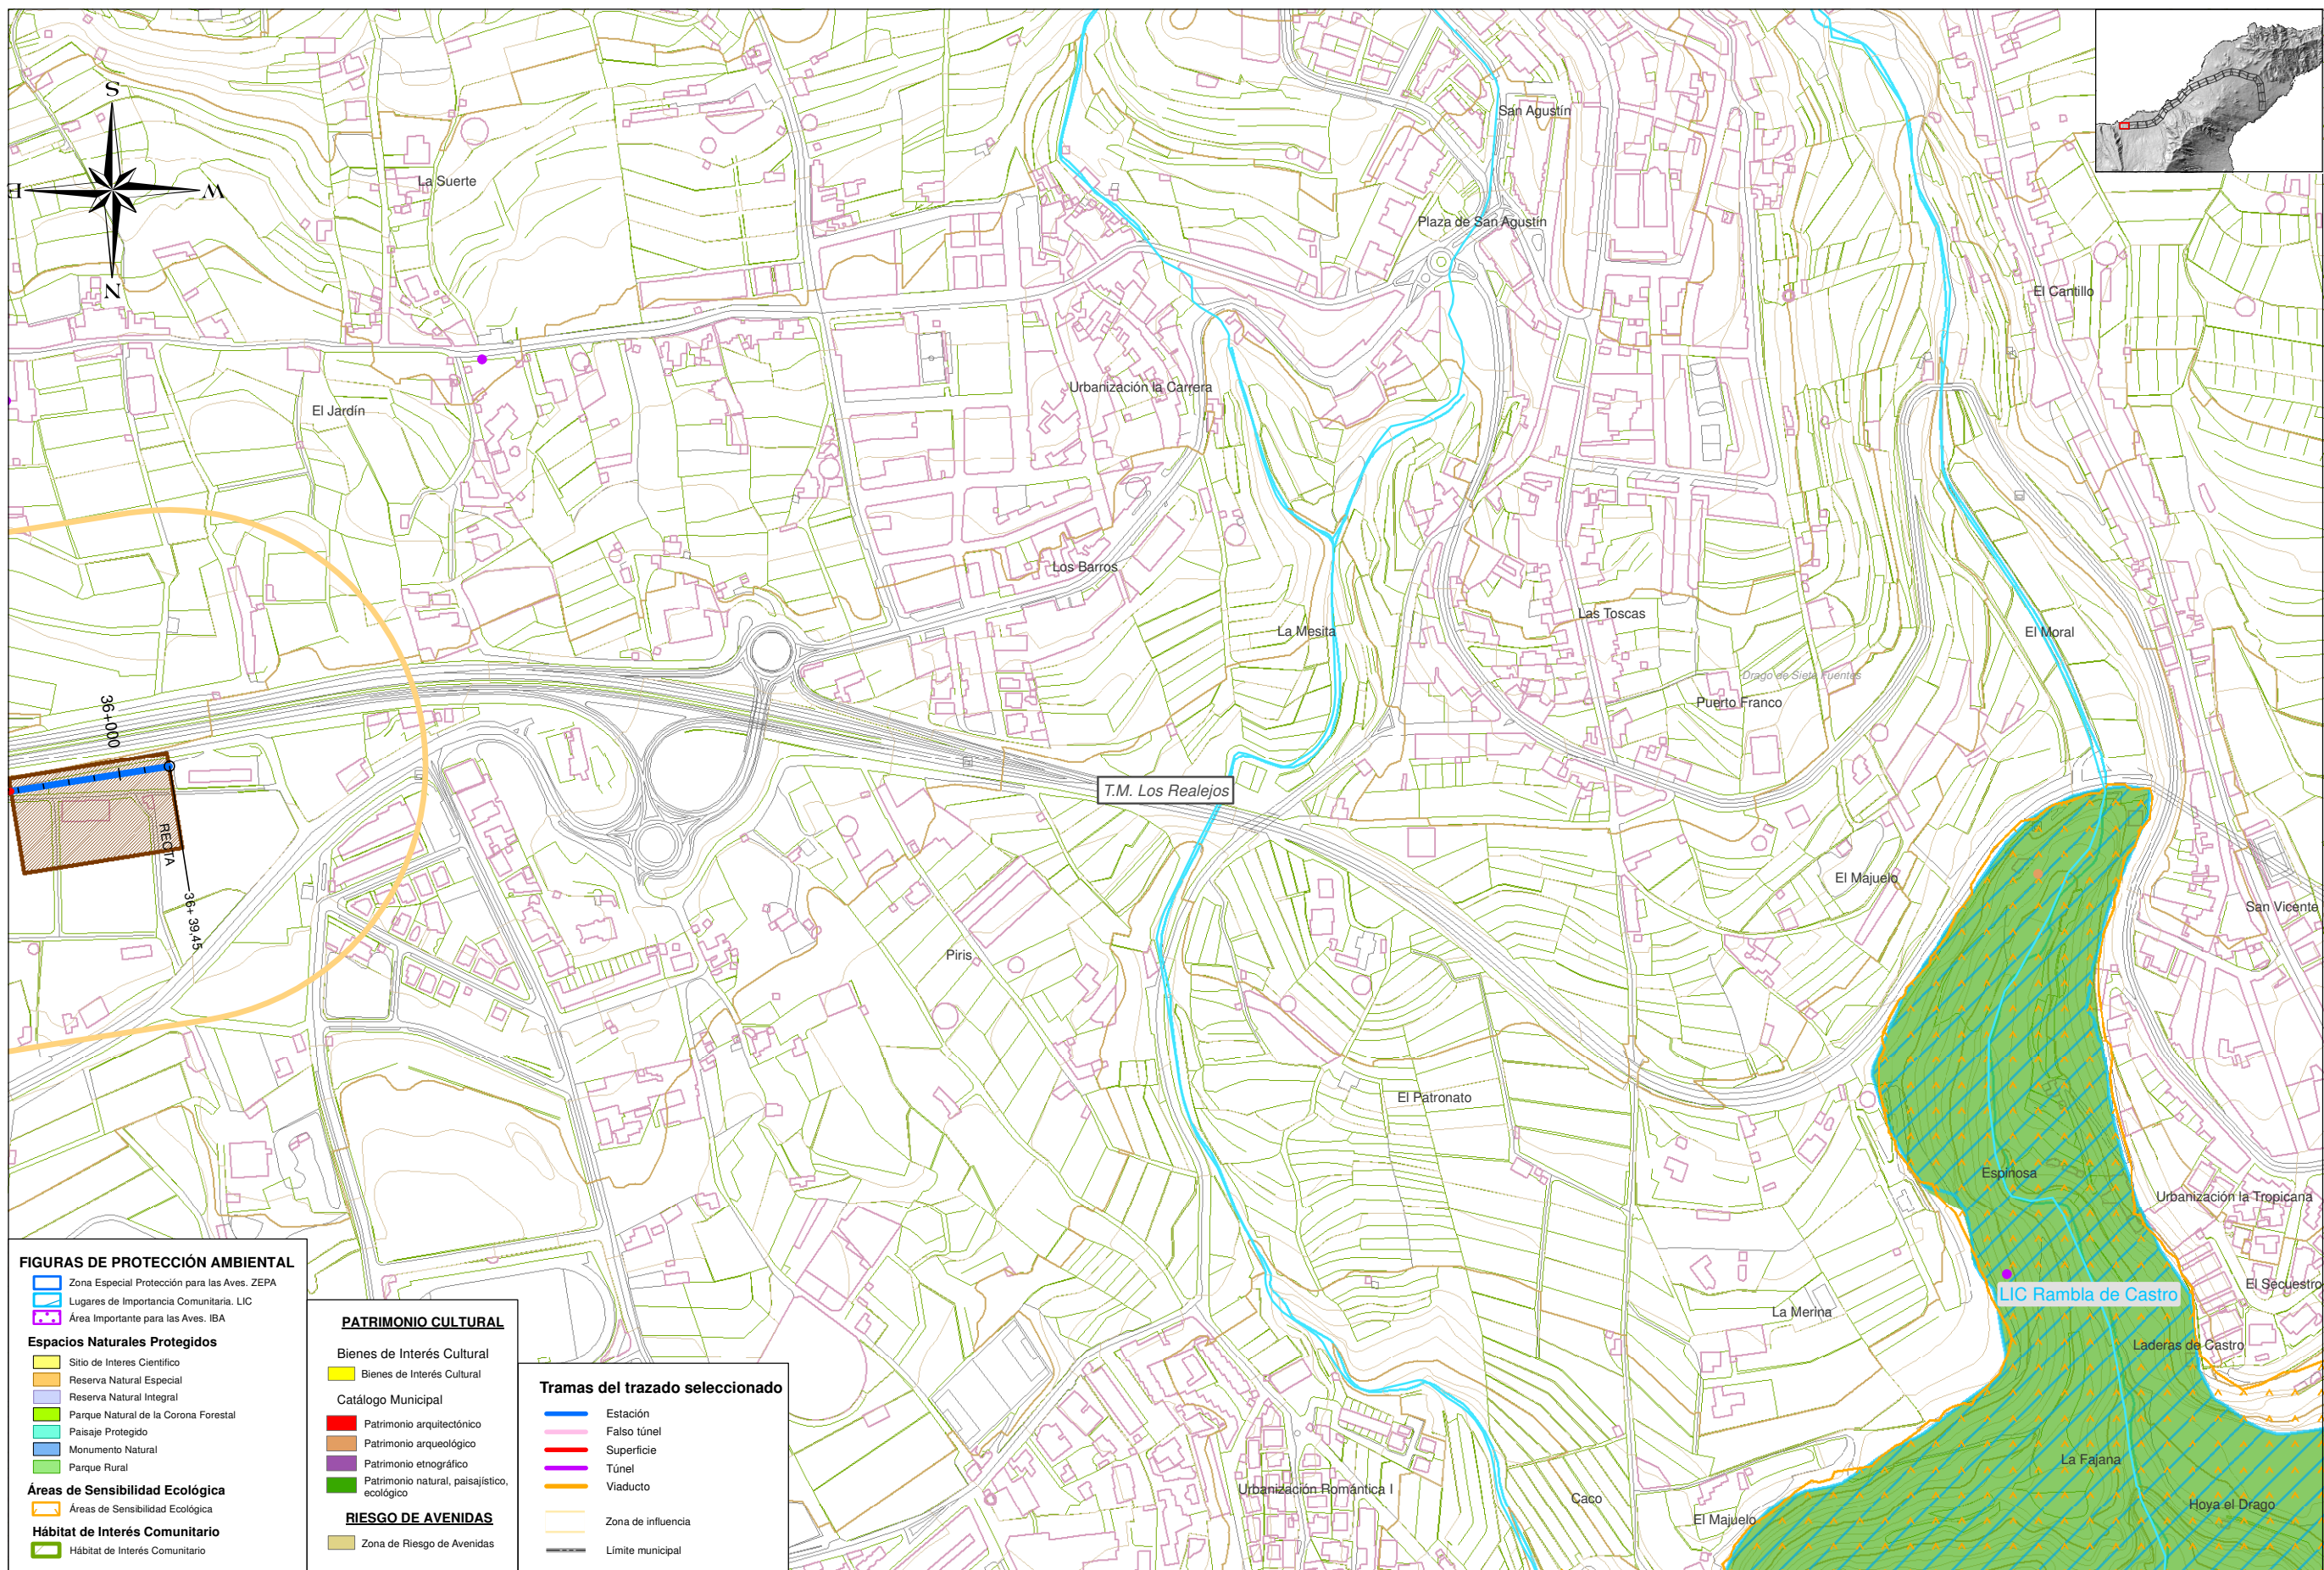 S
E
W
N
San Agustín
La Suerte
Plaza de San Agustín
El Cantillo
Urbanización la Carrera
El Jardín
Los Barros
Las Toscas
La Mesita
El Moral
Drago de Siete Fuentes
Puerto Franco
36+000
T.M. Los Realejos
RECTA
El Majuelo
36+ 39,45
San Vicente
Piris
El Patronato
Espinosa
Urbanización la Tropicana
El Secuestro
LIC Rambla de Castro
La Merina
Laderas de Castro
La Fajana
Urbanización Romántica I
Caco
Hoya el Drago
El Majuelo
FIGURAS DE PROTECCIÓN AMBIENTAL
Zona Especial Protección para las Aves. ZEPA
Lugares de Importancia Comunitaria. LIC
Área Importante para las Aves. IBA
Espacios Naturales Protegidos
Sitio de Interes Cientifico
Reserva Natural Especial
Reserva Natural Integral
Parque Natural de la Corona Forestal
Paisaje Protegido
Monumento Natural
Parque Rural
Áreas de Sensibilidad Ecológica
Áreas de Sensibilidad Ecológica
Hábitat de Interés Comunitario
Hábitat de Interés Comunitario
PATRIMONIO CULTURAL
Bienes de Interés Cultural
Bienes de Interés Cultural
Catálogo Municipal
Patrimonio arquitectónico
Patrimonio arqueológico
Patrimonio etnográfico
Patrimonio natural, paisajístico,
ecológico
RIESGO DE AVENIDAS
Zona de Riesgo de Avenidas
Tramas del trazado seleccionado
Estación
Falso túnel
Superficie
Túnel
Viaducto
Zona de influencia
Límite municipal